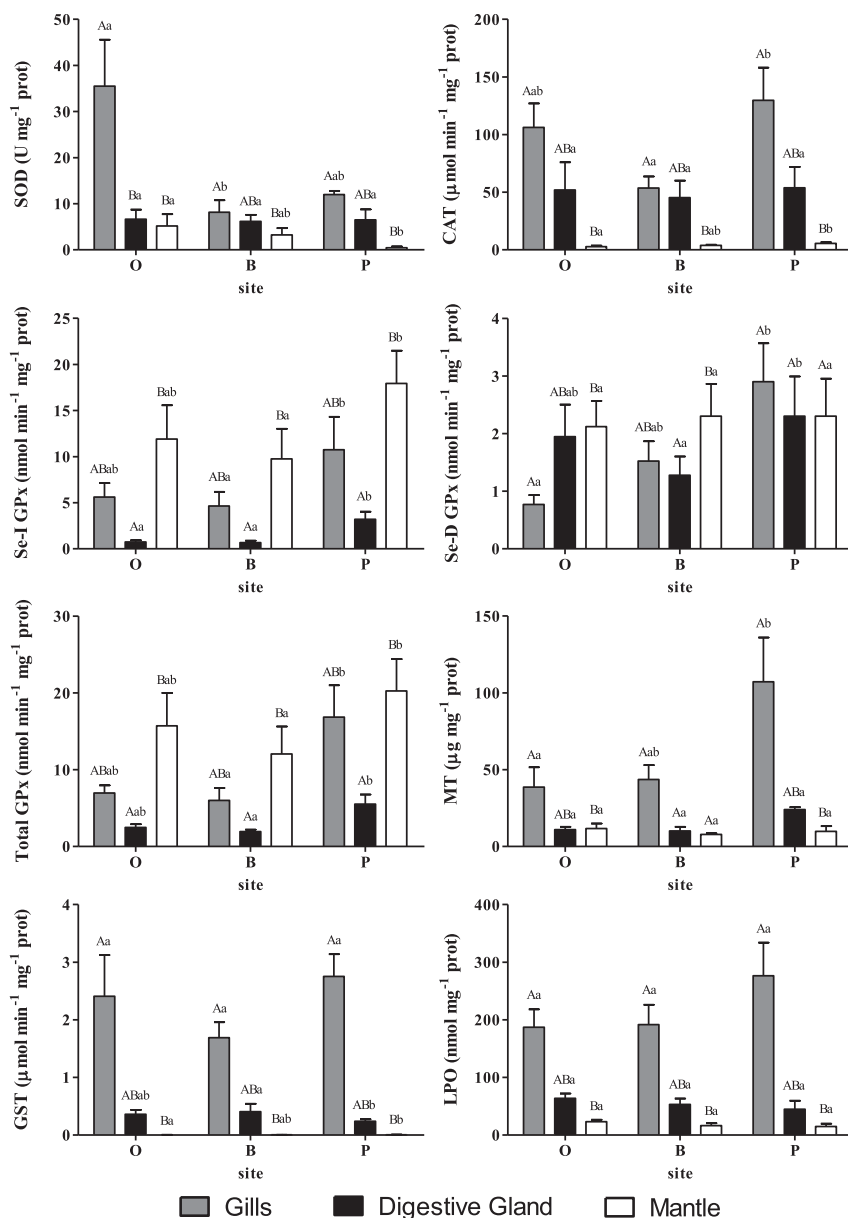 SOD (U mg⁻¹ prot)
50
40
30
20
10
0
Aa
Ba
Ba
Ab
ABa
Bab
Aab
ABa
Bb
O B P
site
CAT (μmol min⁻¹ mg⁻¹ prot)
200
150
100
50
0
Aab
ABa
Ba
Aa
ABa
Bab
Ab
ABa
Bb
O B P
site
Se-I GPx (nmol min⁻¹ mg⁻¹ prot)
25
20
15
10
5
0
ABab
Aa
Bab
ABa
Aa
Ba
ABb
Ab
Bb
O B P
site
Se-D GPx (nmol min⁻¹ mg⁻¹ prot)
4
3
2
1
0
Aa
ABab
Ba
ABab
Aa
Ba
Ab
Ab
Aa
O B P
site
Total GPx (nmol min⁻¹ mg⁻¹ prot)
30
20
10
0
ABab
Aab
Bab
ABa
Aa
Ba
ABb
Ab
Bb
O B P
site
MT (μg mg⁻¹ prot)
150
100
50
0
Aa
ABa
Ba
Aab
Aa
Aa
Ab
ABa
Ba
O B P
site
GST (μmol min⁻¹ mg⁻¹ prot)
4
3
2
1
0
Aa
ABab
Ba
Aa
ABa
Bab
Aa
ABb
Bb
O B P
site
LPO (nmol mg⁻¹ prot)
400
300
200
100
0
Aa
ABa
Ba
Aa
ABa
Ba
Aa
ABa
Ba
O B P
site
Gills Digestive Gland Mantle